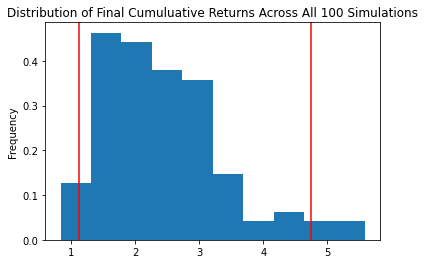 Distribution of Final Cumuluative Returns Across All 100 Simulations
Frequency
0.4
0.3
0.2
0.1
0.0
1 2 3 4 5